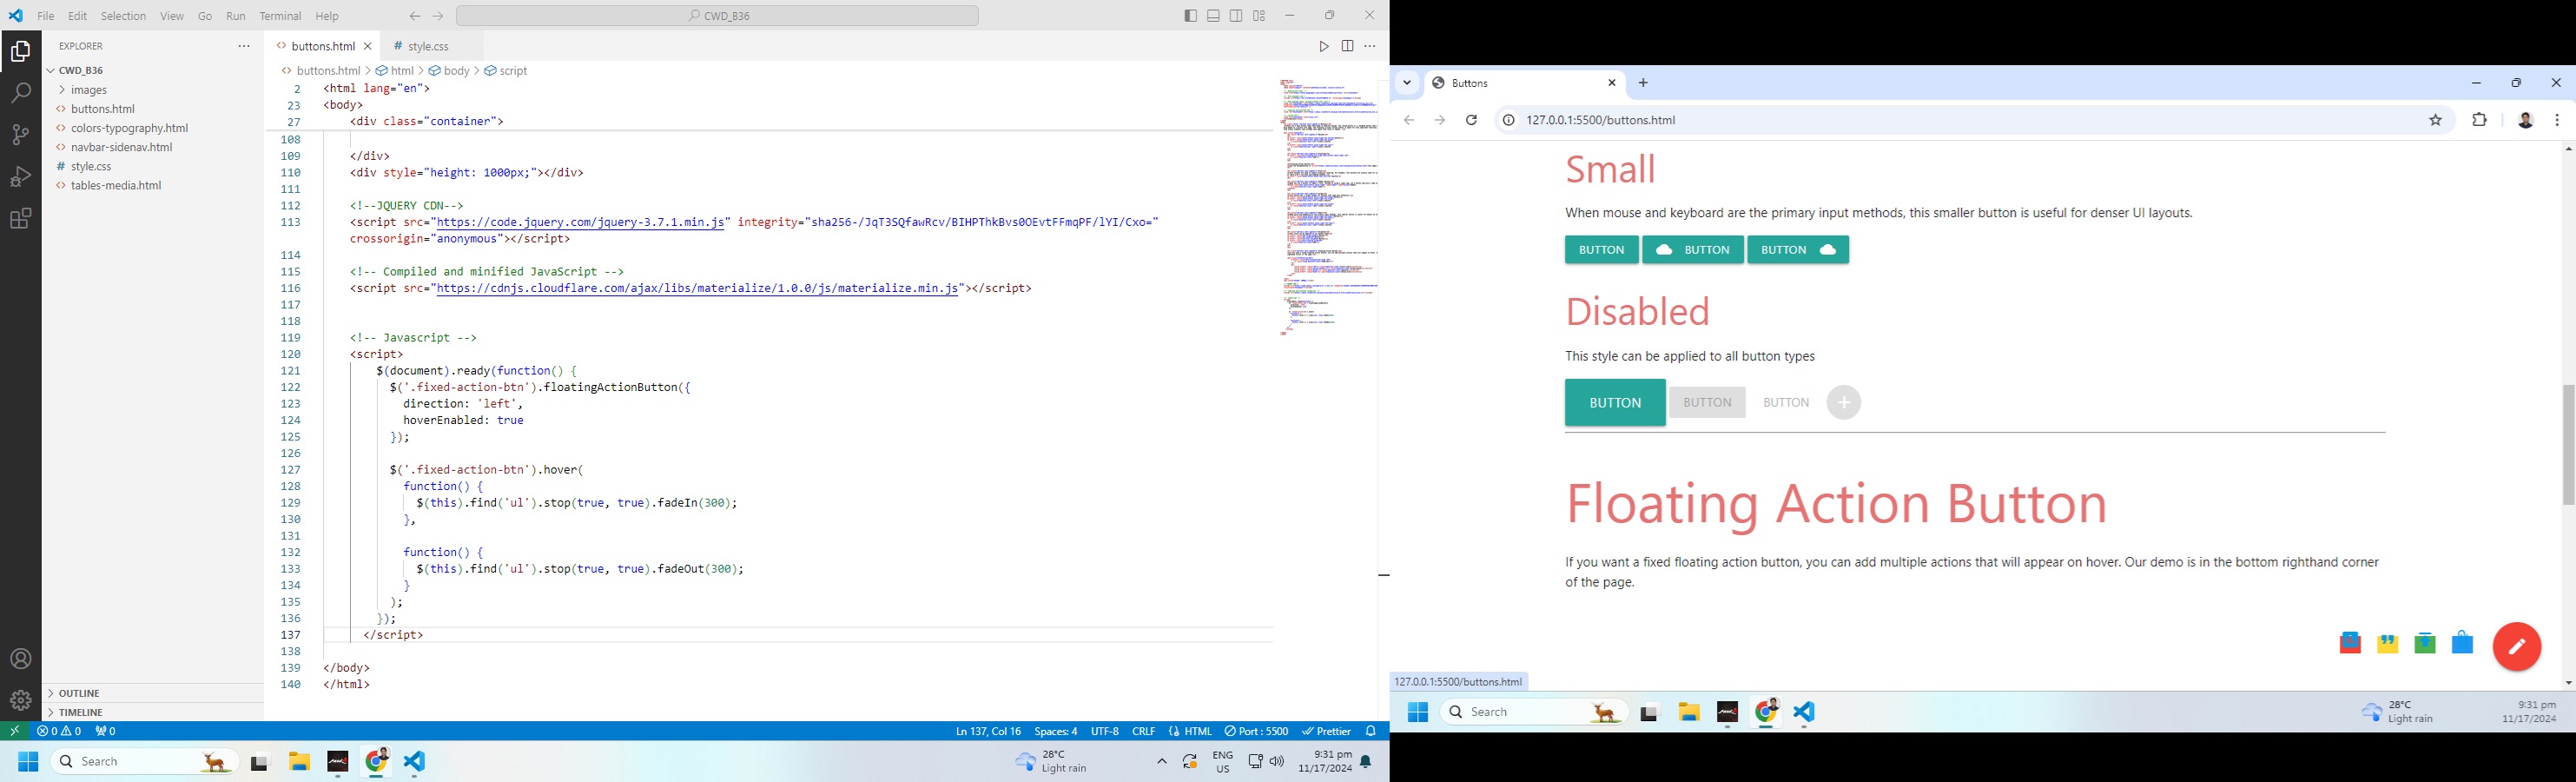 File Edit Selection View Go Run Terminal Help
CWD_B36
EXPLORER
CWD_B36
images
buttons.html
colors-typography.html
navbar-sidenav.html
style.css
tables-media.html
OUTLINE
TIMELINE
buttons.html
style.css
buttons.html > html > body > script
2 <html lang="en">
23 <body>
27 <div class="container">
108
109 </div>
110 <div style="height: 1000px;"></div>
111
112 <!--JQUERY CDN-->
113 <script src="https://code.jquery.com/jquery-3.7.1.min.js" integrity="sha256-/JqT3SQfawRcv/BIHPThkBvs0OEvtFFmqPF/lYI/Cxo="
crossorigin="anonymous"></script>
114
115 <!-- Compiled and minified JavaScript -->
116 <script src="https://cdnjs.cloudflare.com/ajax/libs/materialize/1.0.0/js/materialize.min.js"></script>
117
118
119 <!-- Javascript -->
120 <script>
121 $(document).ready(function() {
122 $('.fixed-action-btn').floatingActionButton({
123 direction: 'left',
124 hoverEnabled: true
125 });
126
127 $('.fixed-action-btn').hover(
128 function() {
129 $(this).find('ul').stop(true, true).fadeIn(300);
130 },
131
132 function() {
133 $(this).find('ul').stop(true, true).fadeOut(300);
134 }
135 );
136 });
137 </script>
138
139 </body>
140 </html>
0 0 0
Ln 137, Col 16 Spaces: 4 UTF-8 CRLF HTML Port : 5500 Prettier
Search
28°C
Light rain
ENG
US
9:31 pm
11/17/2024
Buttons
127.0.0.1:5500/buttons.html
Small
When mouse and keyboard are the primary input methods, this smaller button is useful for denser UI layouts.
BUTTON BUTTON BUTTON
Disabled
This style can be applied to all button types
BUTTON BUTTON BUTTON
Floating Action Button
If you want a fixed floating action button, you can add multiple actions that will appear on hover. Our demo is in the bottom righthand corner
of the page.
127.0.0.1:5500/buttons.html
Search
28°C
Light rain
9:31 pm
11/17/2024